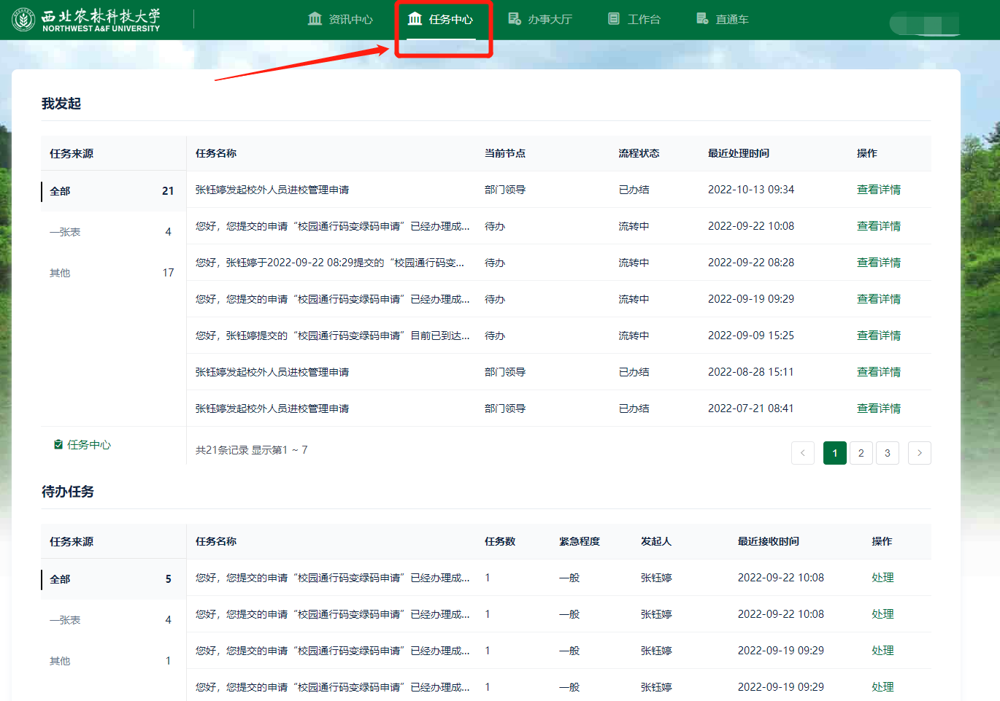 西北农林科技大学
NORTHWEST A&F UNIVERSITY
资讯中心 任务中心 办事大厅 工作台 直通车
我发起
任务来源 任务名称 当前节点 流程状态 最近处理时间 操作
全部 21 张钰婷发起校外人员进校管理申请 部门领导 已办结 2022-10-13 09:34 查看详情
一张表 4 您好，您提交的申请“校园通行码变绿码申请”已经办理成... 待办 流转中 2022-09-22 10:08 查看详情
您好，张钰婷于2022-09-22 08:29提交的“校园通行码变... 待办 流转中 2022-09-22 08:28 查看详情
其他 17
您好，您提交的申请“校园通行码变绿码申请”已经办理成... 待办 流转中 2022-09-19 09:29 查看详情
您好，张钰婷提交的“校园通行码变绿码申请”目前已到达... 待办 流转中 2022-09-09 15:25 查看详情
张钰婷发起校外人员进校管理申请 部门领导 已办结 2022-08-28 15:11 查看详情
张钰婷发起校外人员进校管理申请 部门领导 已办结 2022-07-21 08:41 查看详情
任务中心 共21条记录 显示第1 ~ 7 < 1 2 3 >
待办任务
任务来源 任务名称 任务数 紧急程度 发起人 最近接收时间 操作
全部 5 您好，您提交的申请“校园通行码变绿码申请”已经办理成... 1 一般 张钰婷 2022-09-22 10:08 处理
一张表 4 您好，您提交的申请“校园通行码变绿码申请”已经办理成... 1 一般 张钰婷 2022-09-22 10:08 处理
您好，您提交的申请“校园通行码变绿码申请”已经办理成... 1 一般 张钰婷 2022-09-19 09:29 处理
其他 1
您好，您提交的申请“校园通行码变绿码申请”已经办理成... 1 一般 张钰婷 2022-09-19 09:29 处理